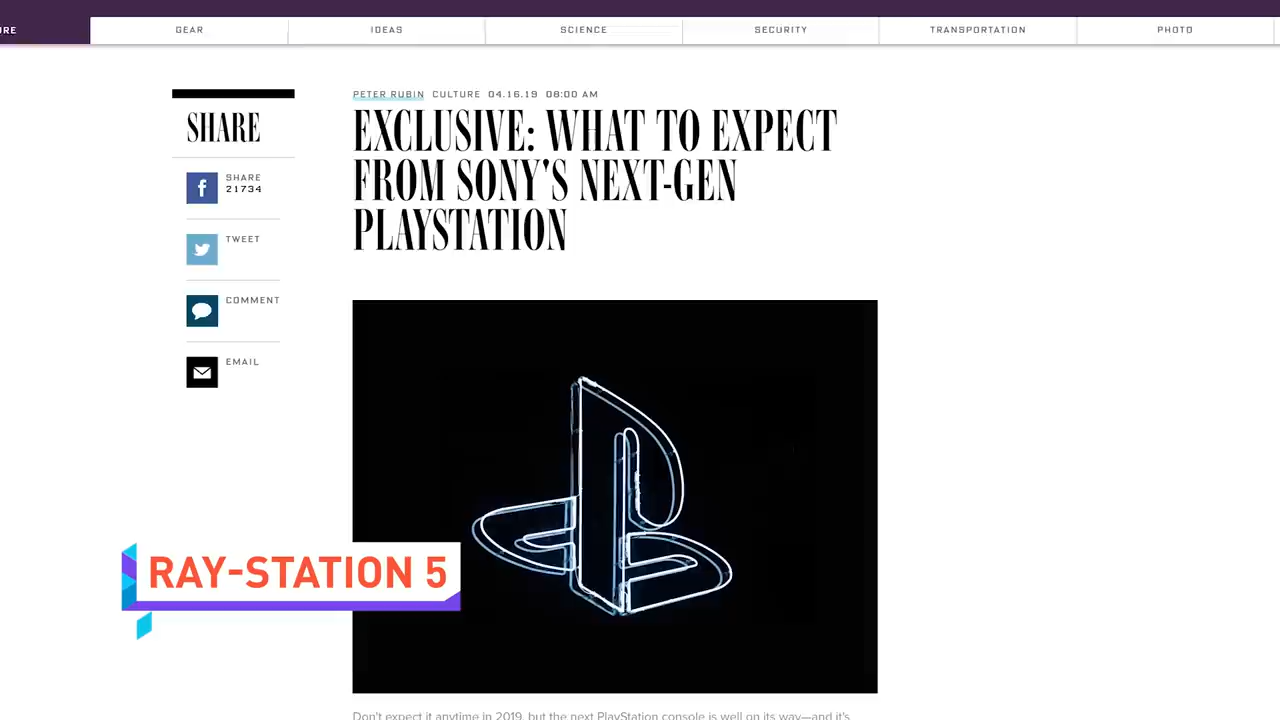 RE
GEAR
IDEAS
SCIENCE
SECURITY
TRANSPORTATION
PHOTO
SHARE
SHARE
21734
TWEET
COMMENT
EMAIL
PETER RUBIN CULTURE 04.16.19 08:00 AM
EXCLUSIVE: WHAT TO EXPECT
FROM SONY'S NEXT-GEN
PLAYSTATION
RAY-STATION 5
Don't expect it anytime in 2019, but the next PlayStation console is well on its way—and it's